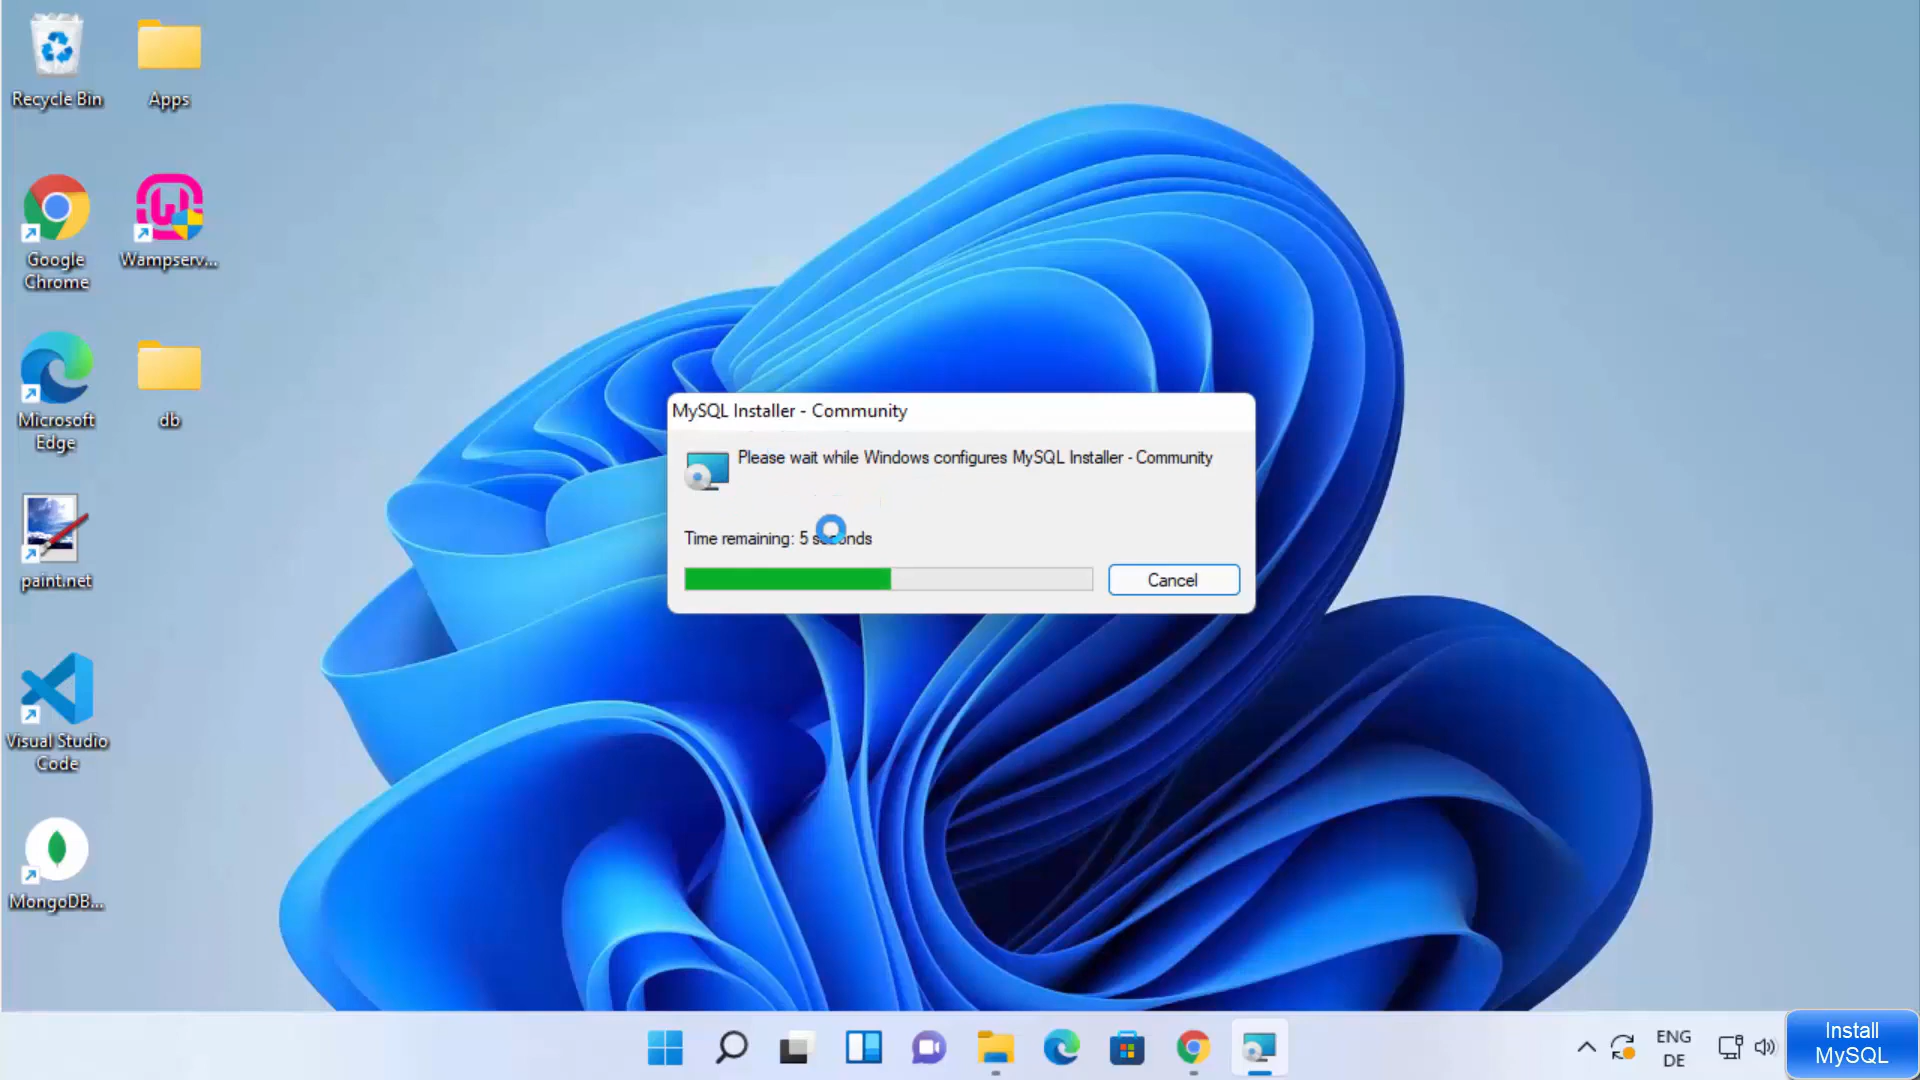 Recycle Bin
Apps
Google
Chrome
Wampserv...
Microsoft
Edge
db
paint.net
Visual Studio
Code
MongoDB...
MySQL Installer - Community
Please wait while Windows configures MySQL Installer - Community
Time remaining: 5 seconds
Cancel
ENG
DE
Install
MySQL